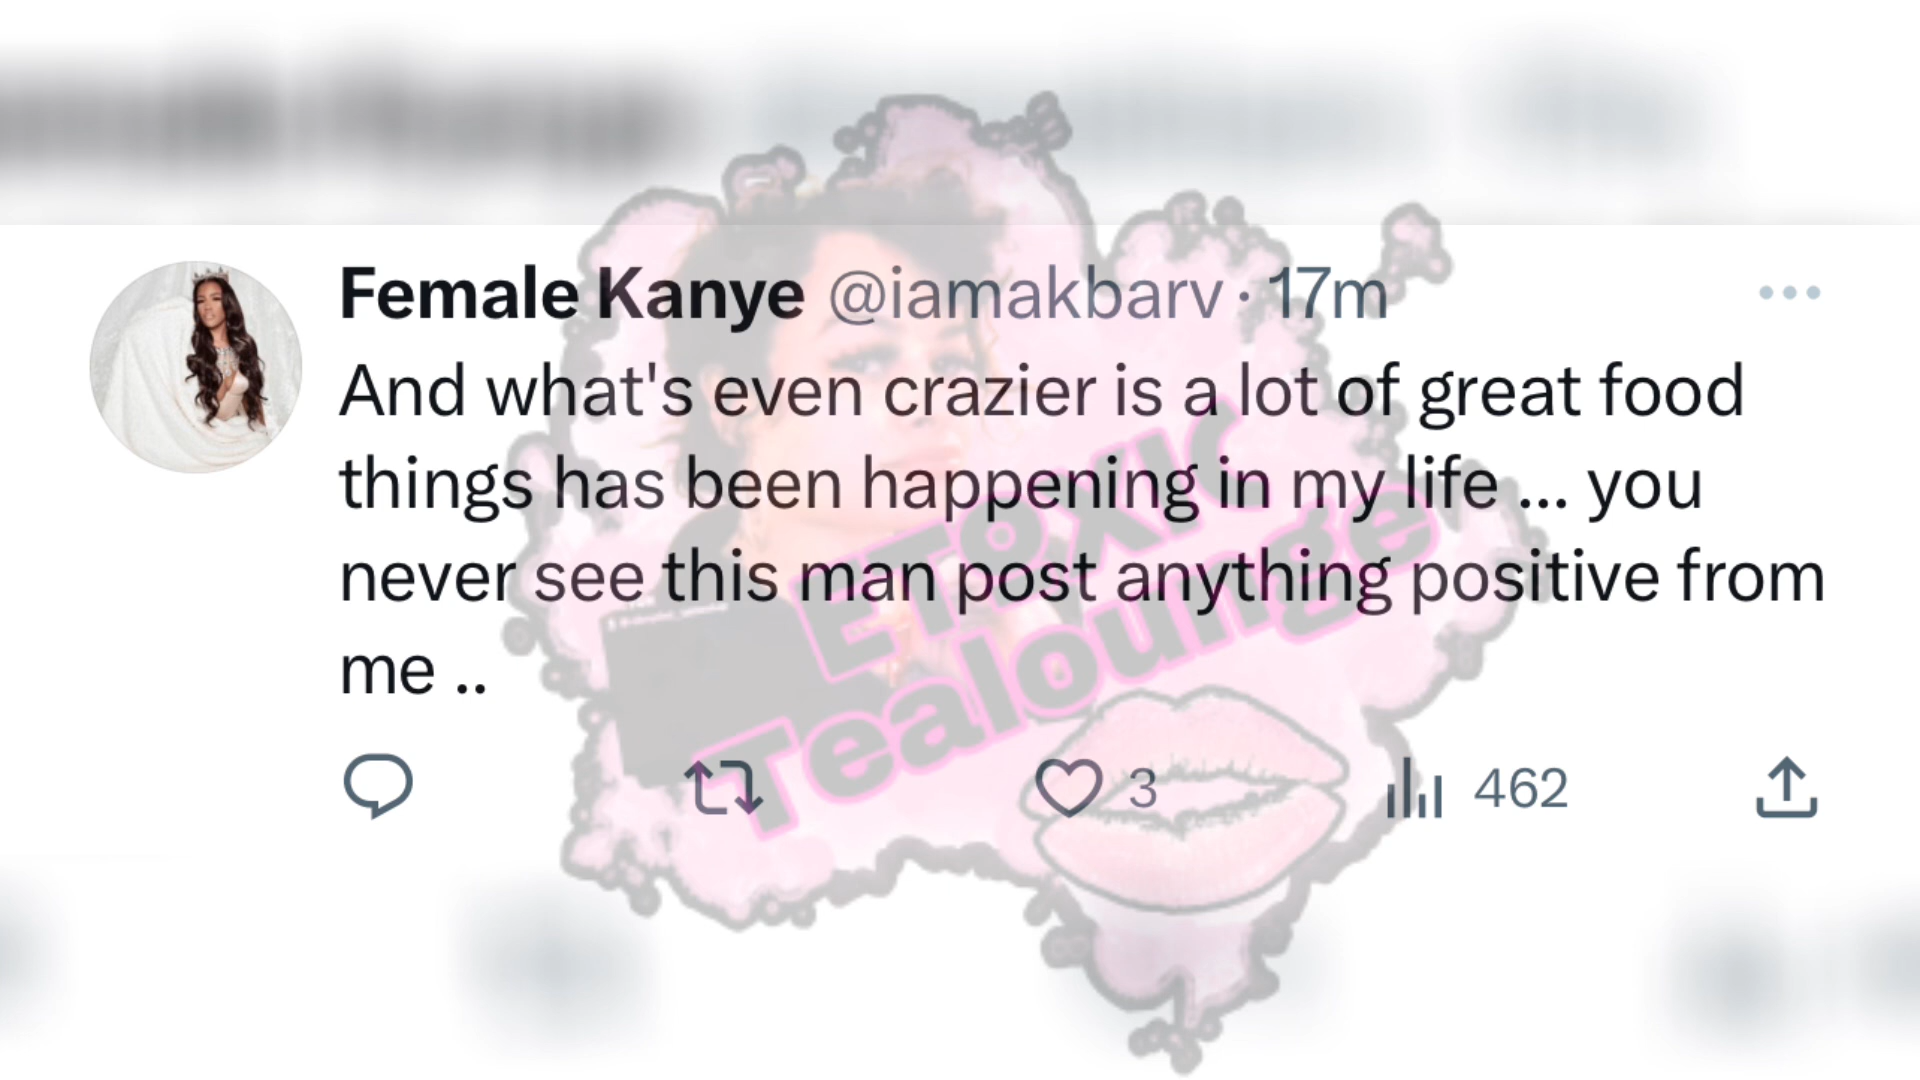 Female Kanye @iamakbarv · 17m
And what's even crazier is a lot of great food
things has been happening in my life ... you
never see this man post anything positive from
me ..
3 462
ETOXIC
Tealounge